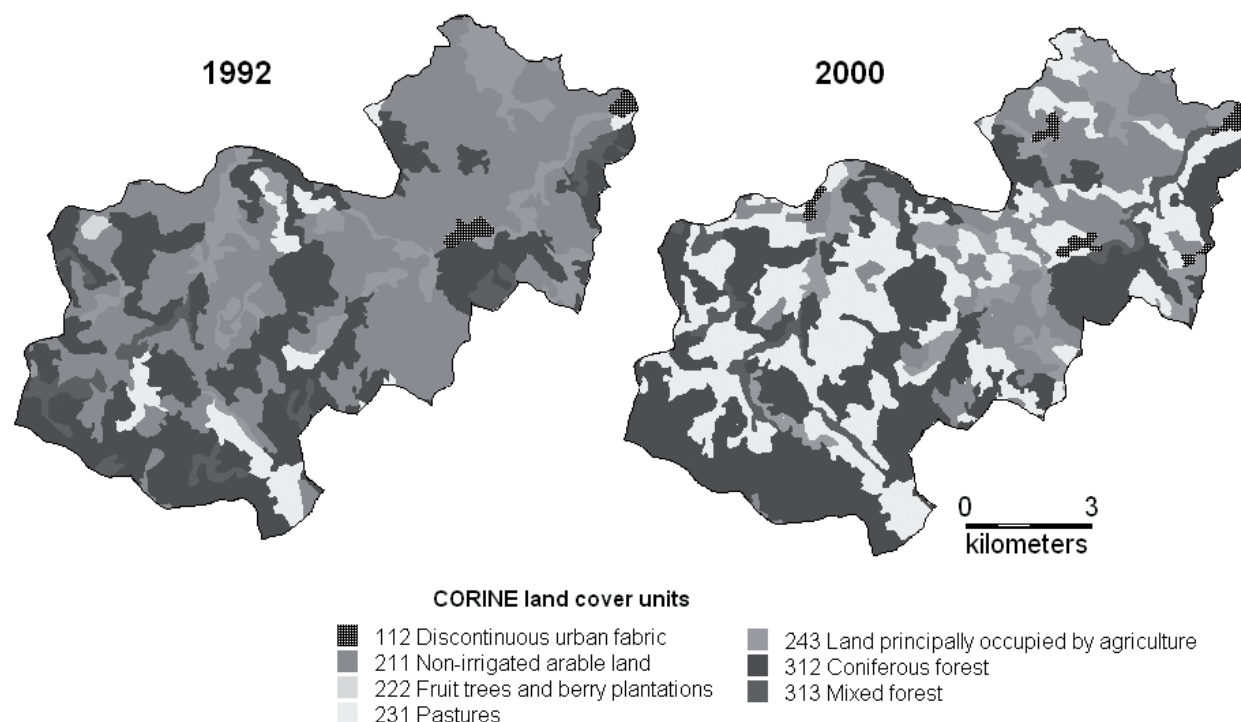 1992
2000
0 3
kilometers
CORINE land cover units
112 Discontinuous urban fabric
211 Non-irrigated arable land
222 Fruit trees and berry plantations
231 Pastures
243 Land principally occupied by agriculture
312 Coniferous forest
313 Mixed forest